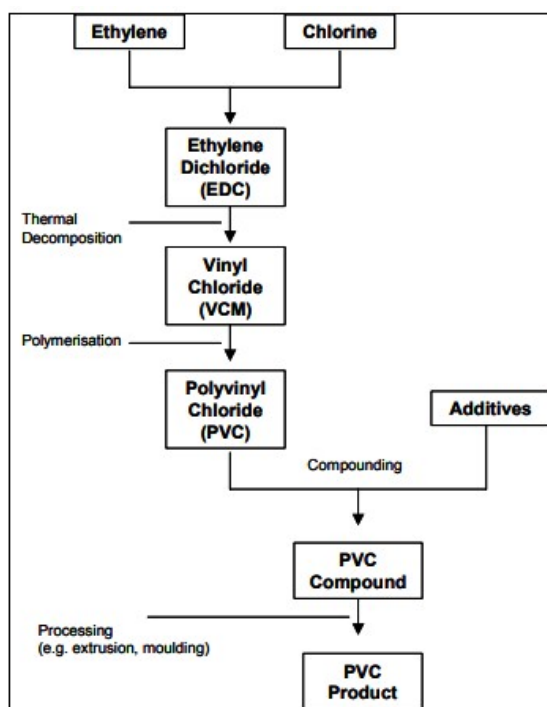 Ethylene
Chlorine
Ethylene
Dichloride
(EDC)
Thermal
Decomposition
Vinyl
Chloride
(VCM)
Polymerisation
Polyvinyl
Chloride
(PVC)
Additives
Compounding
PVC
Compound
Processing
(e.g. extrusion, moulding)
PVC
Product